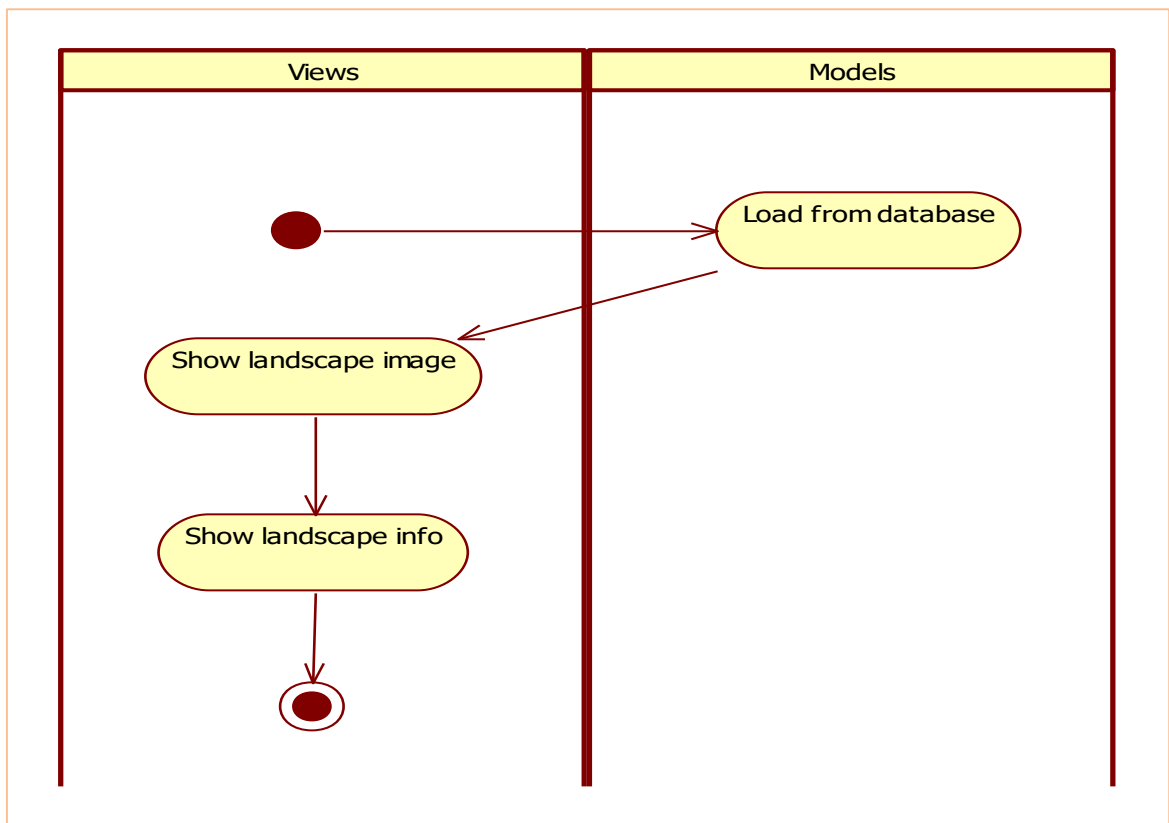 Views
Models
Load from database
Show landscape image
Show landscape info